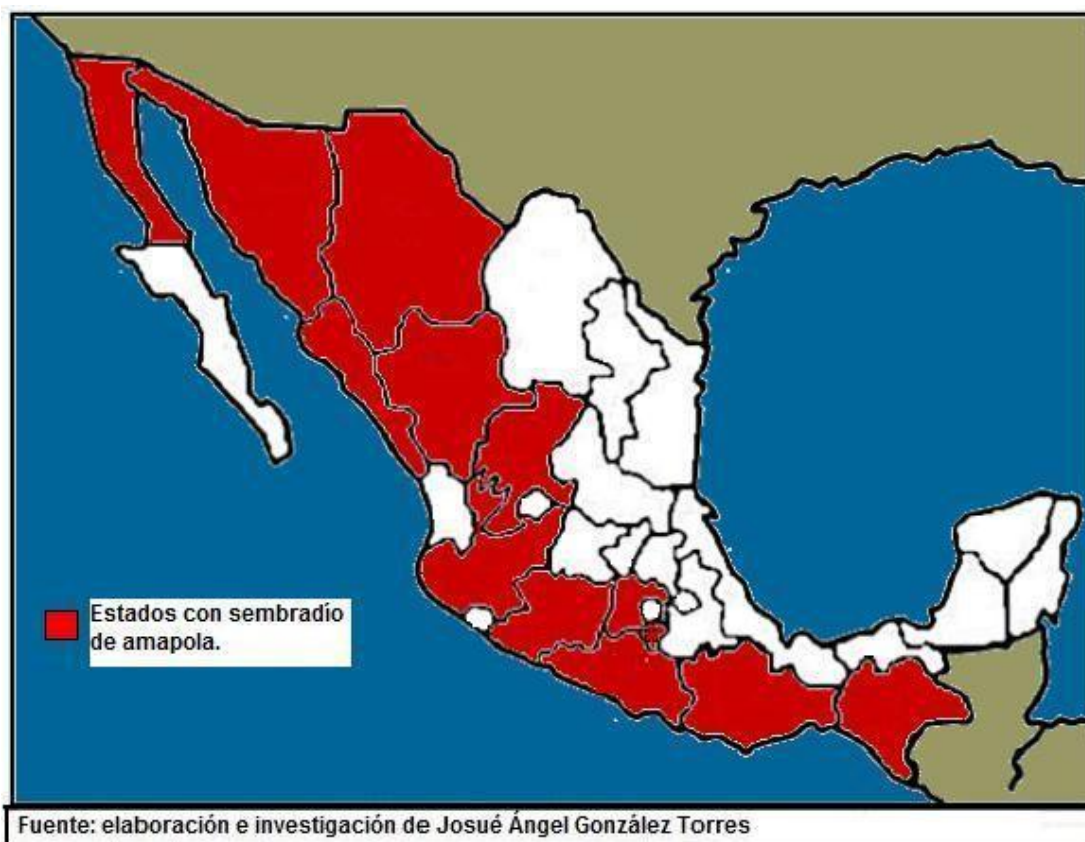 Estados con sembradío
de amapola.
Fuente: elaboración e investigación de Josué Ángel González Torres